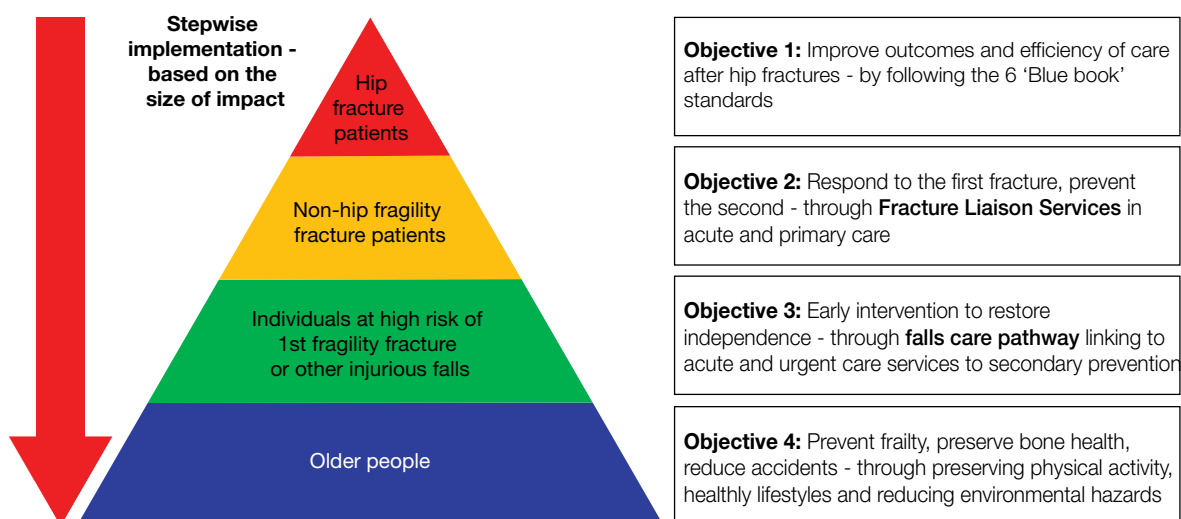 Stepwise
implementation -
based on the
size of impact
Hip
fracture
patients
Non-hip fragility
fracture patients
Individuals at high risk of
1st fragility fracture
or other injurious falls
Older people
Objective 1: Improve outcomes and efficiency of care
after hip fractures - by following the 6 ‘Blue book’
standards
Objective 2: Respond to the first fracture, prevent
the second - through Fracture Liaison Services in
acute and primary care
Objective 3: Early intervention to restore
independence - through falls care pathway linking to
acute and urgent care services to secondary prevention
Objective 4: Prevent frailty, preserve bone health,
reduce accidents - through preserving physical activity,
healthly lifestyles and reducing environmental hazards